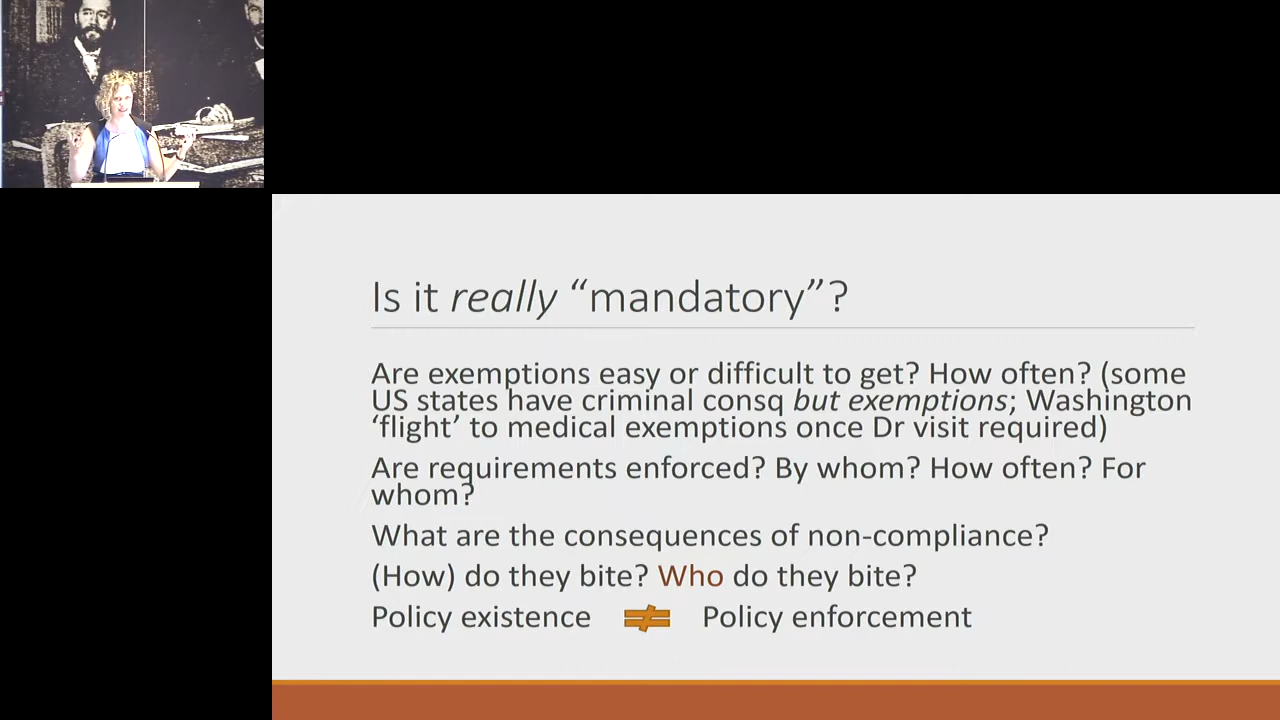 Is it really “mandatory”?
Are exemptions easy or difficult to get? How often? (some
US states have criminal consq but exemptions; Washington
‘flight’ to medical exemptions once Dr visit required)
Are requirements enforced? By whom? How often? For
whom?
What are the consequences of non-compliance?
(How) do they bite? Who do they bite?
Policy existence ≠ Policy enforcement